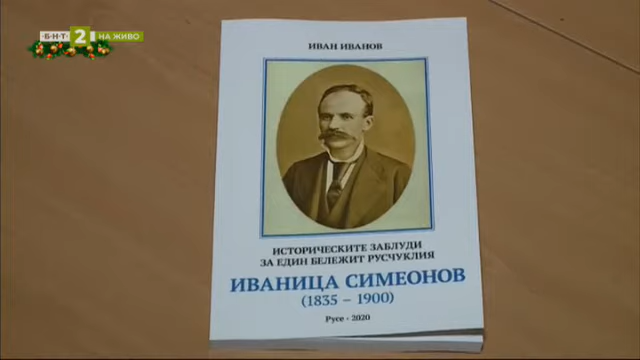 БНТ 2 НА ЖИВО
ИВАН ИВАНОВ
ИСТОРИЧЕСКИТЕ ЗАБЛУДИ
ЗА ЕДИН БЕЛЕЖИТ РУСЧУКЛИЯ
ИВАНИЦА СИМЕОНОВ
(1835 – 1900)
Русе - 2020